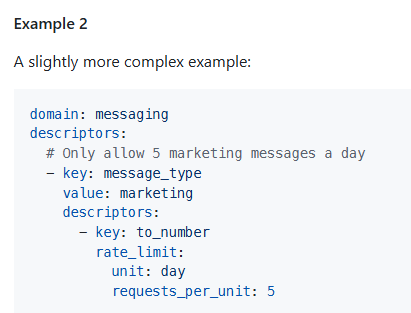 Example 2
A slightly more complex example:
domain: messaging
descriptors:
  # Only allow 5 marketing messages a day
  - key: message_type
    value: marketing
    descriptors:
      - key: to_number
        rate_limit:
          unit: day
          requests_per_unit: 5